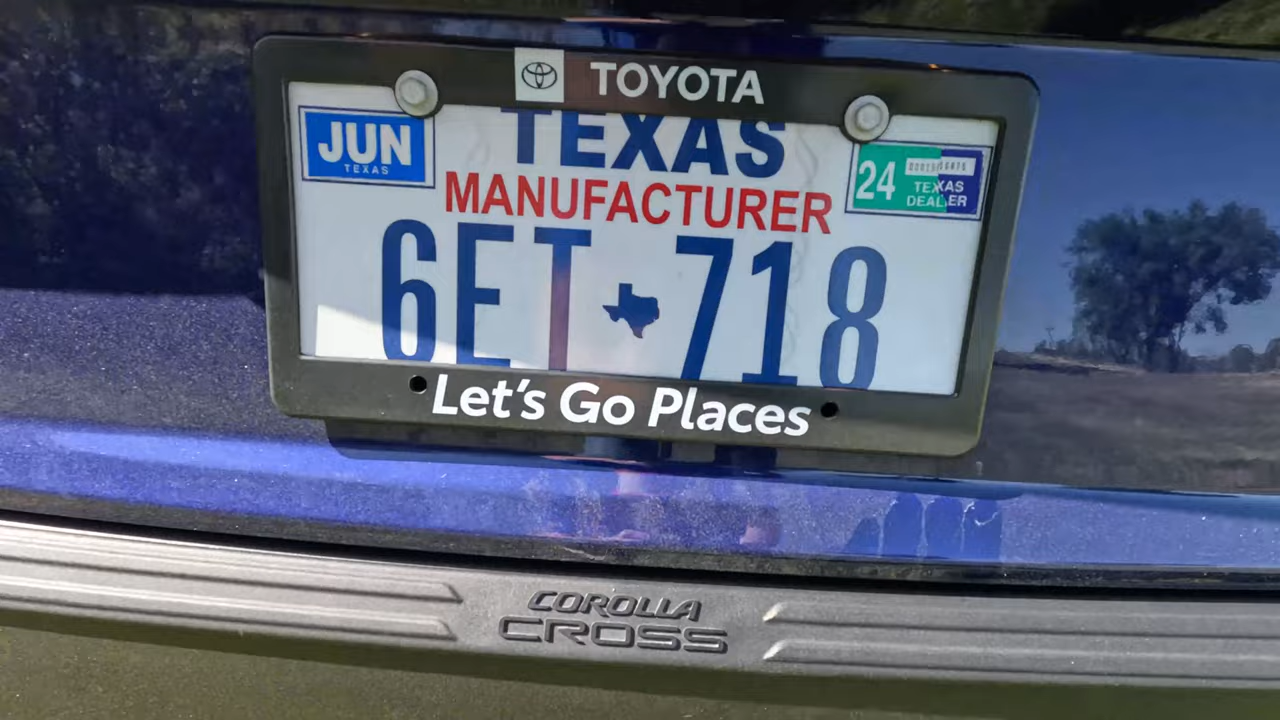 TOYOTA
TEXAS
JUN
TEXAS
24
TEXAS
DEALER
MANUFACTURER
6ET 718
Let's Go Places
COROLLA
CROSS